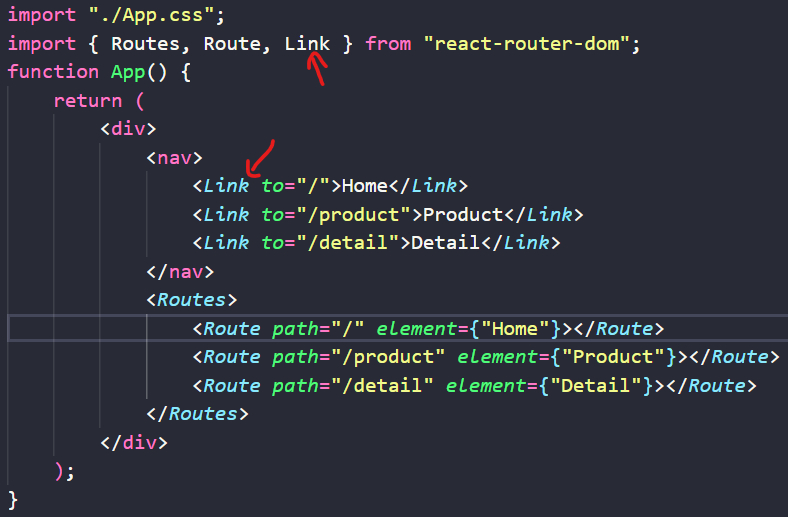 import "./App.css";
import { Routes, Route, Link } from "react-router-dom";
function App() {
    return (
        <div>
            <nav>
                <Link to="/">Home</Link>
                <Link to="/product">Product</Link>
                <Link to="/detail">Detail</Link>
            </nav>
            <Routes>
                <Route path="/" element={"Home"}></Route>
                <Route path="/product" element={"Product"}></Route>
                <Route path="/detail" element={"Detail"}></Route>
            </Routes>
        </div>
    );
}